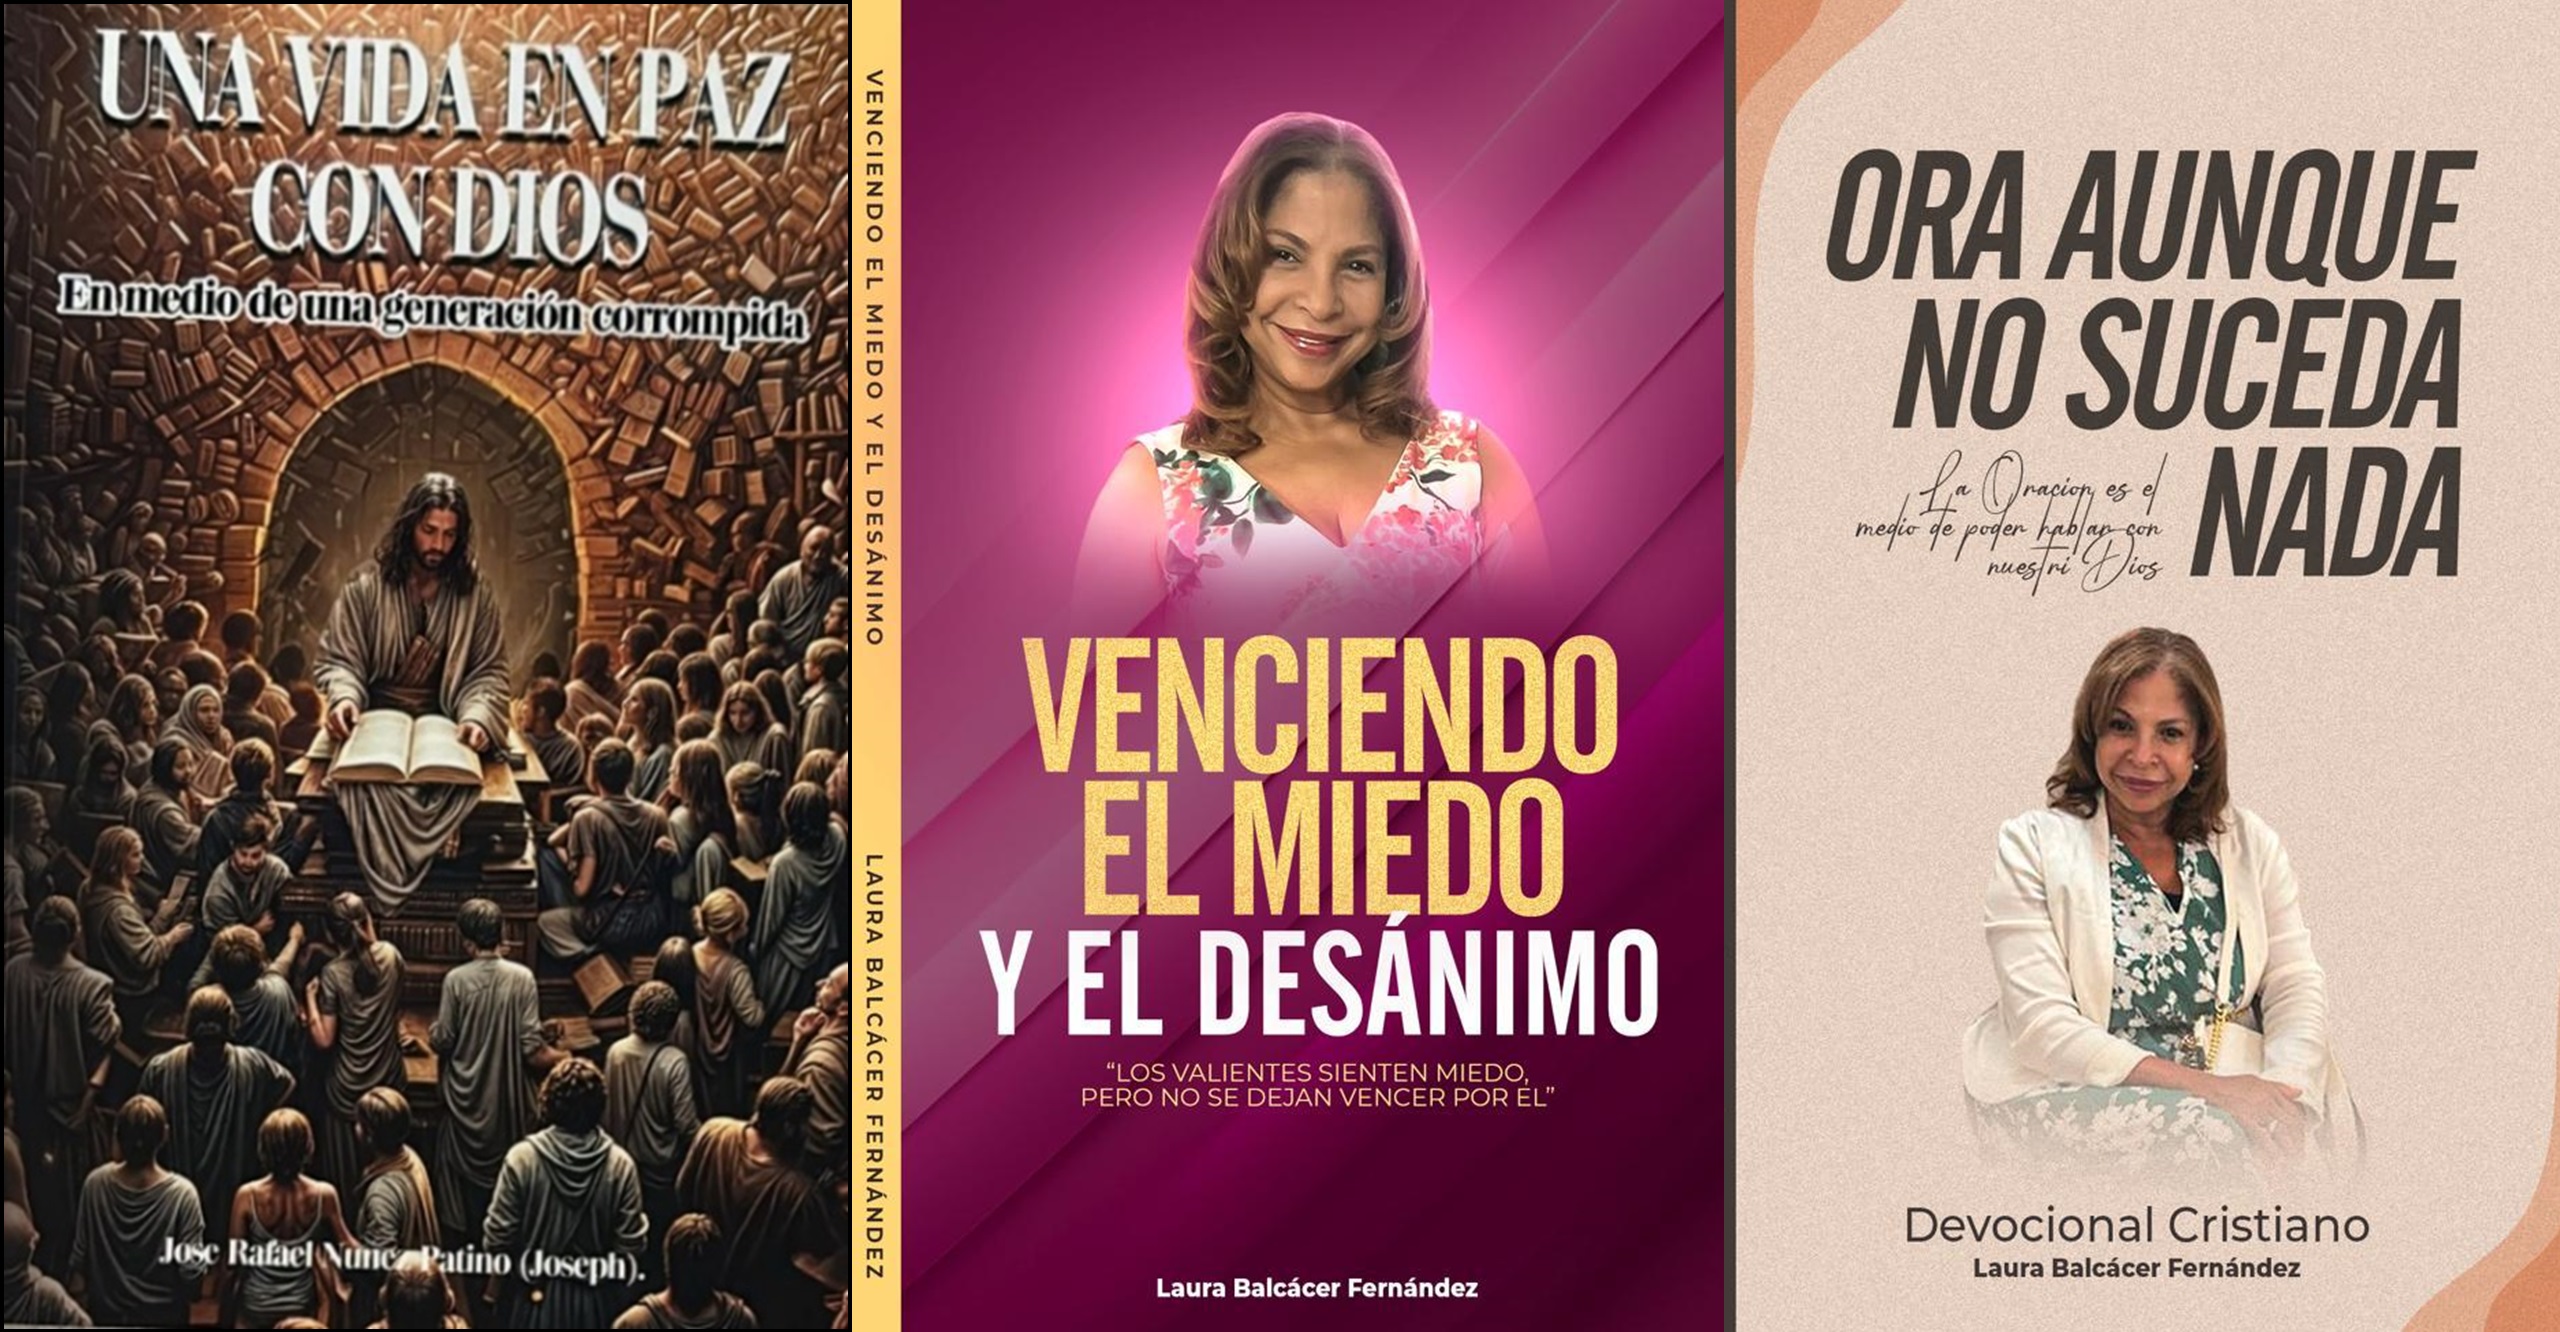 UNA VIDA EN PAZ
CON DIOS
En medio de una generación corrompida
Jose Rafael Nunez Patino (Joseph).
VENCIENDO EL MIEDO Y EL DESÁNIMO
LAURA BALCÁCER FERNÁNDEZ
VENCIENDO
EL MIEDO
Y EL DESÁNIMO
“LOS VALIENTES SIENTEN MIEDO,
PERO NO SE DEJAN VENCER POR EL”
Laura Balcácer Fernández
ORA AUNQUE
NO SUCEDA
NADA
La Oracion es el
medio de poder hablar con
nuestri Dios
Devocional Cristiano
Laura Balcácer Fernández